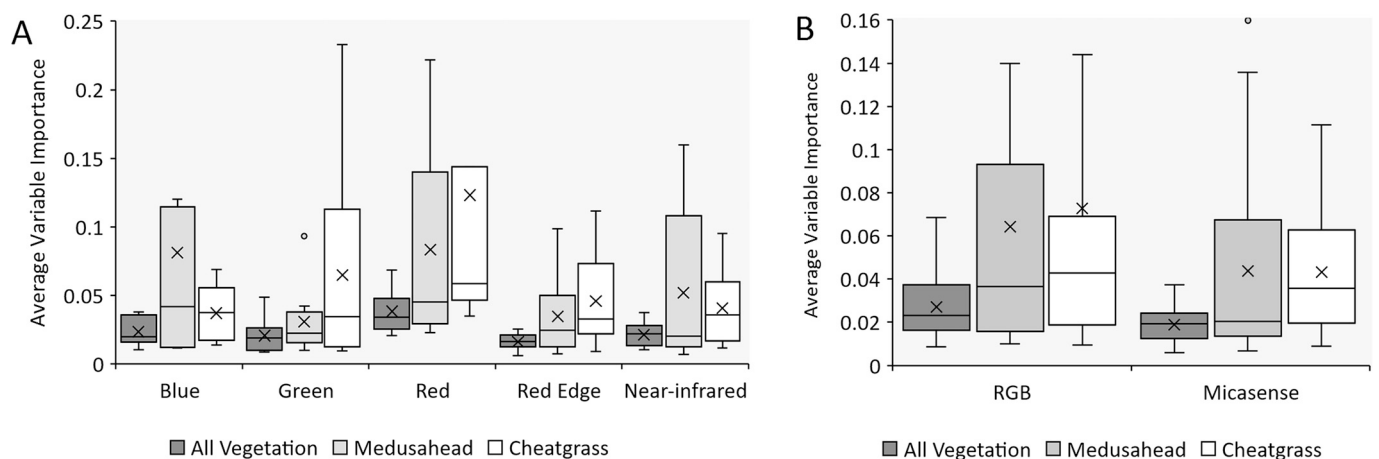 A
Average Variable Importance
0.25
0.2
0.15
0.1
0.05
0
Blue Green Red Red Edge Near-infrared
All Vegetation Medusahead Cheatgrass
B
Average Variable Importance
0.16
0.14
0.12
0.1
0.08
0.06
0.04
0.02
0
RGB Micasense
All Vegetation Medusahead Cheatgrass